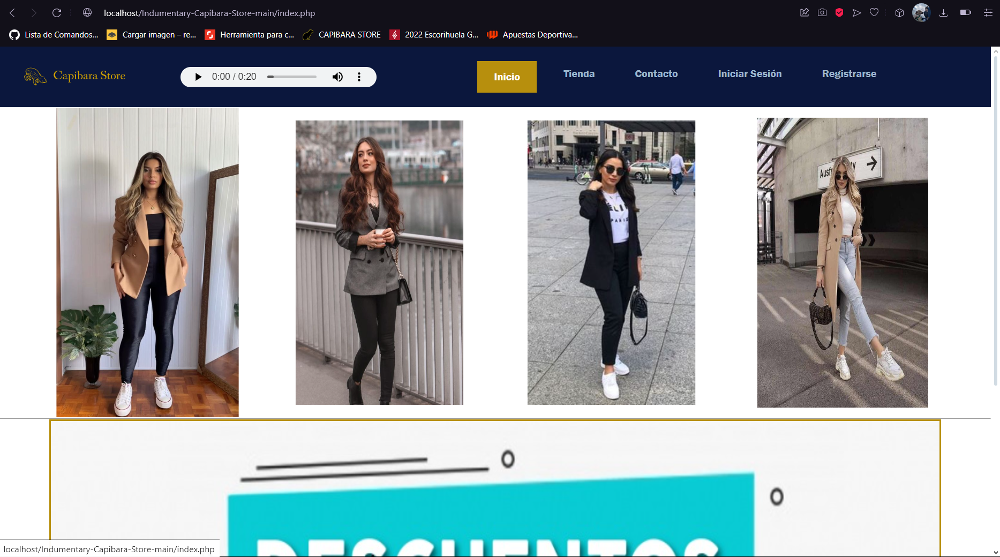 localhost/Indumentary-Capibara-Store-main/index.php
Lista de Comandos... Cargar imagen – re... Herramienta para c... CAPIBARA STORE 2022 Escorihuela G... Apuestas Deportiva...
Capibara Store 0:00 / 0:20 Inicio Tienda Contacto Iniciar Sesión Registrarse
PARIS
DESCUENTOS
localhost/Indumentary-Capibara-Store-main/index.php